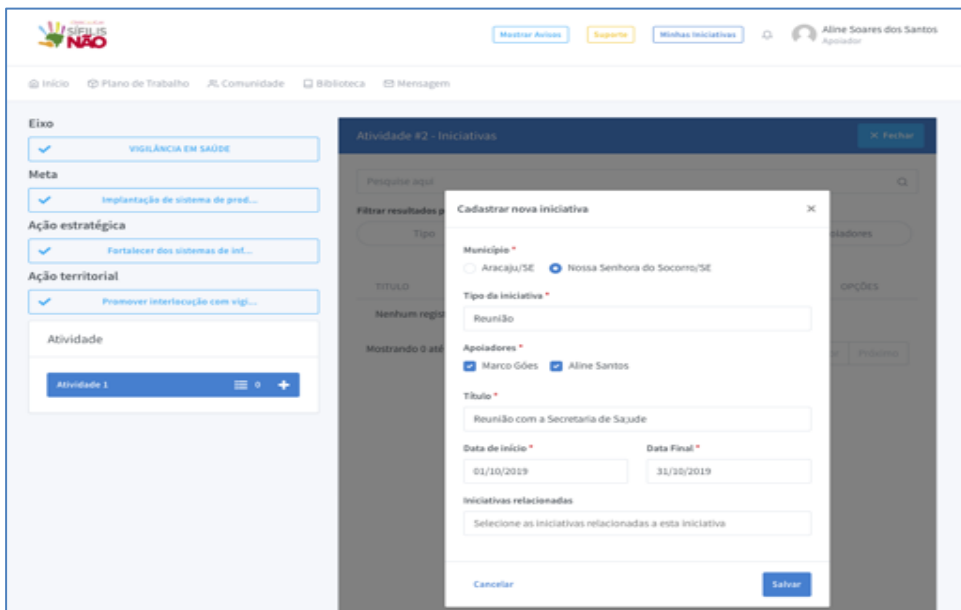 SÍFILIS
NÃO
Mostrar Avisos
Suporte
Minhas Iniciativas
Aline Soares dos Santos
Apoiador
Início
Plano de Trabalho
Comunidade
Biblioteca
Mensagem
Eixo
VIGILÂNCIA EM SAÚDE
Meta
Implantação de sistema de prod...
Ação estratégica
Fortalecer dos sistemas de inf...
Ação territorial
Promover interlocução com vigi...
Atividade
Atividade 1
0
Atividade #2 - Iniciativas
× Fechar
Pesquise aqui
Filtrar resultados p
Tipo
oiadores
TITULO
OPÇÕES
Nenhum regist
Mostrando 0 até
Próximo
Cadastrar nova iniciativa
×
Município *
Aracaju/SE
Nossa Senhora do Socorro/SE
Tipo da iniciativa *
Reunião
Apoiadores *
Marco Góes
Aline Santos
Título *
Reunião com a Secretaria de Sa;ude
Data de início *
Data Final *
01/10/2019
31/10/2019
Iniciativas relacionadas
Selecione as iniciativas relacionadas a esta iniciativa
Cancelar
Salvar